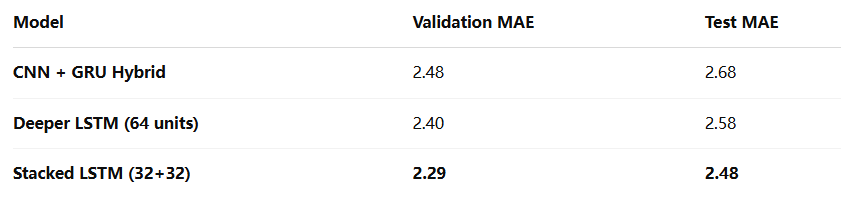 Model Validation MAE Test MAE
CNN + GRU Hybrid 2.48 2.68
Deeper LSTM (64 units) 2.40 2.58
Stacked LSTM (32+32) 2.29 2.48